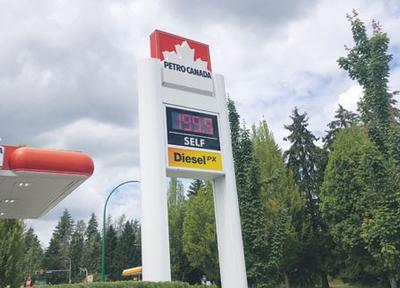 PETRO-CANADA
199.9
SELF
Diesel PX